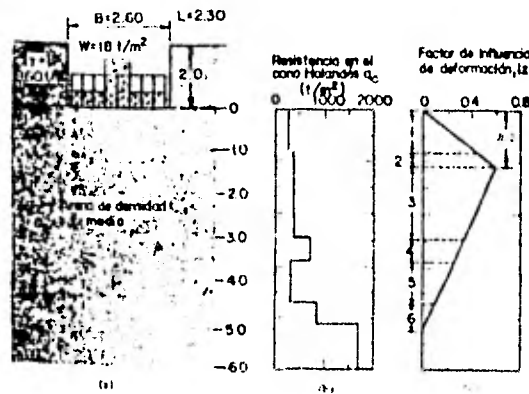 B=2.60 L=2.30
W=18 t/m²
2.0
0
-1.0
-2.0
-3.0
-4.0
-5.0
-6.0
de densidad
media
Resistencia en el
cono Holandés qc
(t/m²)
0 1000 2000
Factor de Influencia
de deformación, Iz
0 0.4 0.8
2
3
4
5
6